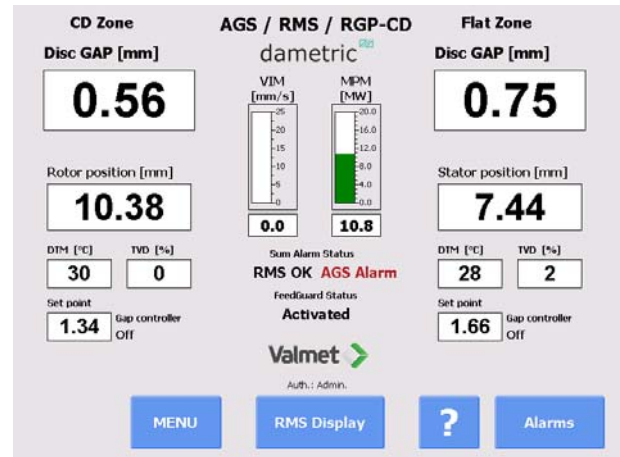 CD Zone
AGS / RMS / RGP-CD
Flat Zone
Disc GAP [mm]
dametric
Disc GAP [mm]
0.56
VIM
[mm/s]
MPM
[MW]
0.75
25
20
15
10
5
0
20.0
16.0
12.0
8.0
4.0
0.0
Rotor position [mm]
10.38
Stator position [mm]
7.44
0.0
10.8
DTM [°C]
TVD [%]
30
0
Sum Alarm Status
RMS OK AGS Alarm
DTM [°C]
TVD [%]
28
2
FeedGuard Status
Activated
Set point
1.34
Gap controller
Off
Set point
1.66
Gap controller
Off
Valmet
Auth.: Admin.
MENU
RMS Display
?
Alarms